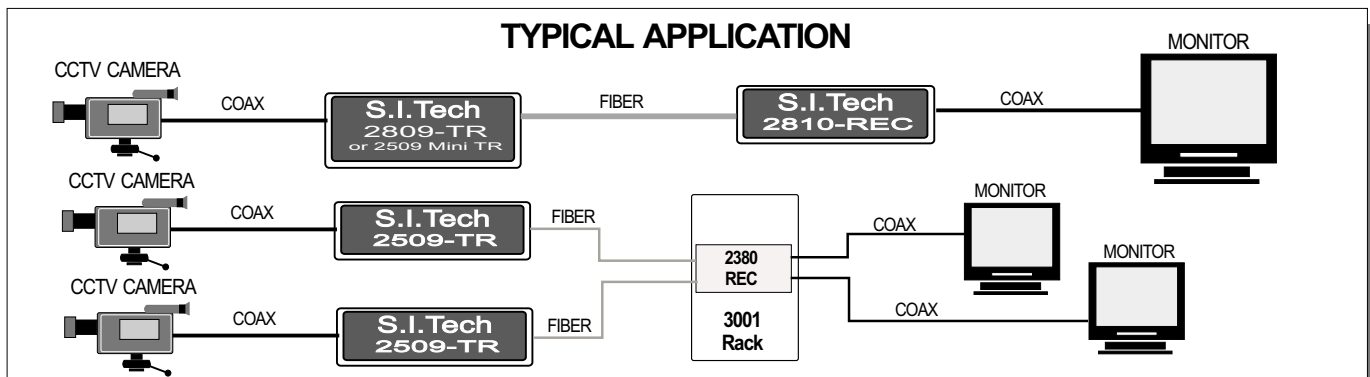 TYPICAL APPLICATION
CCTV CAMERA
COAX
S.I.Tech
2809-TR
or 2509 Mini TR
FIBER
S.I.Tech
2810-REC
COAX
MONITOR
CCTV CAMERA
COAX
S.I.Tech
2509-TR
FIBER
2380
REC
3001
Rack
COAX
MONITOR
CCTV CAMERA
COAX
S.I.Tech
2509-TR
FIBER
COAX
MONITOR